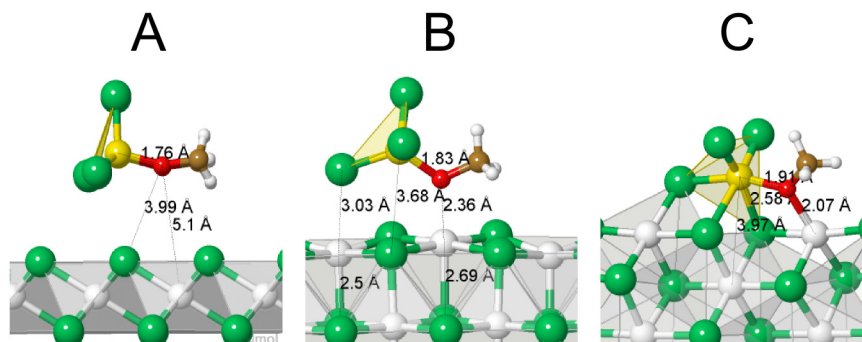 A
B
C
1.76 Å
3.99 Å
5.1 Å
1.83 Å
3.03 Å
3.68 Å
2.36 Å
2.5 Å
2.69 Å
1.91 Å
2.58 Å
2.07 Å
3.97 Å